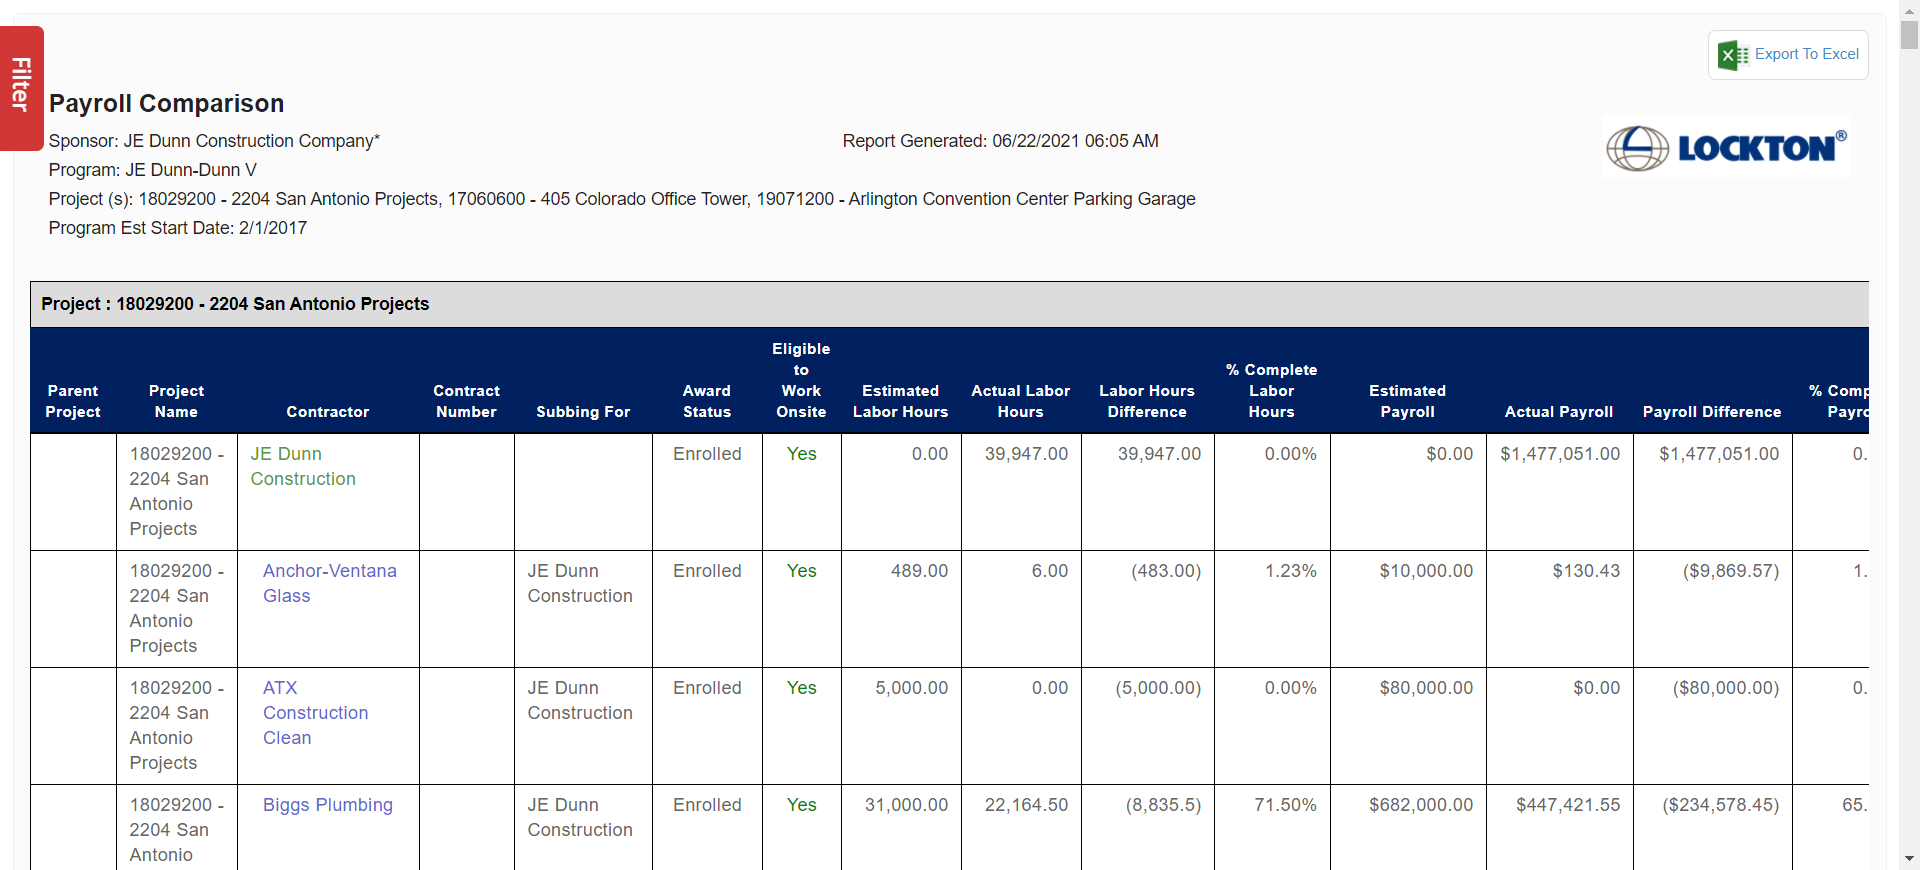 Export To Excel
Filter
Payroll Comparison
Sponsor: JE Dunn Construction Company*
Report Generated: 06/22/2021 06:05 AM
LOCKTON®
Program: JE Dunn-Dunn V
Project (s): 18029200 - 2204 San Antonio Projects, 17060600 - 405 Colorado Office Tower, 19071200 - Arlington Convention Center Parking Garage
Program Est Start Date: 2/1/2017
Project : 18029200 - 2204 San Antonio Projects
Parent
Project
Project
Name
Contractor
Contract
Number
Subbing For
Award
Status
Eligible
to
Work
Onsite
Estimated
Labor Hours
Actual Labor
Hours
Labor Hours
Difference
% Complete
Labor
Hours
Estimated
Payroll
Actual Payroll
Payroll Difference
% Comp
Payro
18029200 -
2204 San
Antonio
Projects
JE Dunn
Construction
Enrolled
Yes
0.00
39,947.00
39,947.00
0.00%
$0.00
$1,477,051.00
$1,477,051.00
0.
18029200 -
2204 San
Antonio
Projects
Anchor-Ventana
Glass
JE Dunn
Construction
Enrolled
Yes
489.00
6.00
(483.00)
1.23%
$10,000.00
$130.43
($9,869.57)
1.
18029200 -
2204 San
Antonio
Projects
ATX
Construction
Clean
JE Dunn
Construction
Enrolled
Yes
5,000.00
0.00
(5,000.00)
0.00%
$80,000.00
$0.00
($80,000.00)
0.
18029200 -
2204 San
Antonio
Biggs Plumbing
JE Dunn
Construction
Enrolled
Yes
31,000.00
22,164.50
(8,835.5)
71.50%
$682,000.00
$447,421.55
($234,578.45)
65.